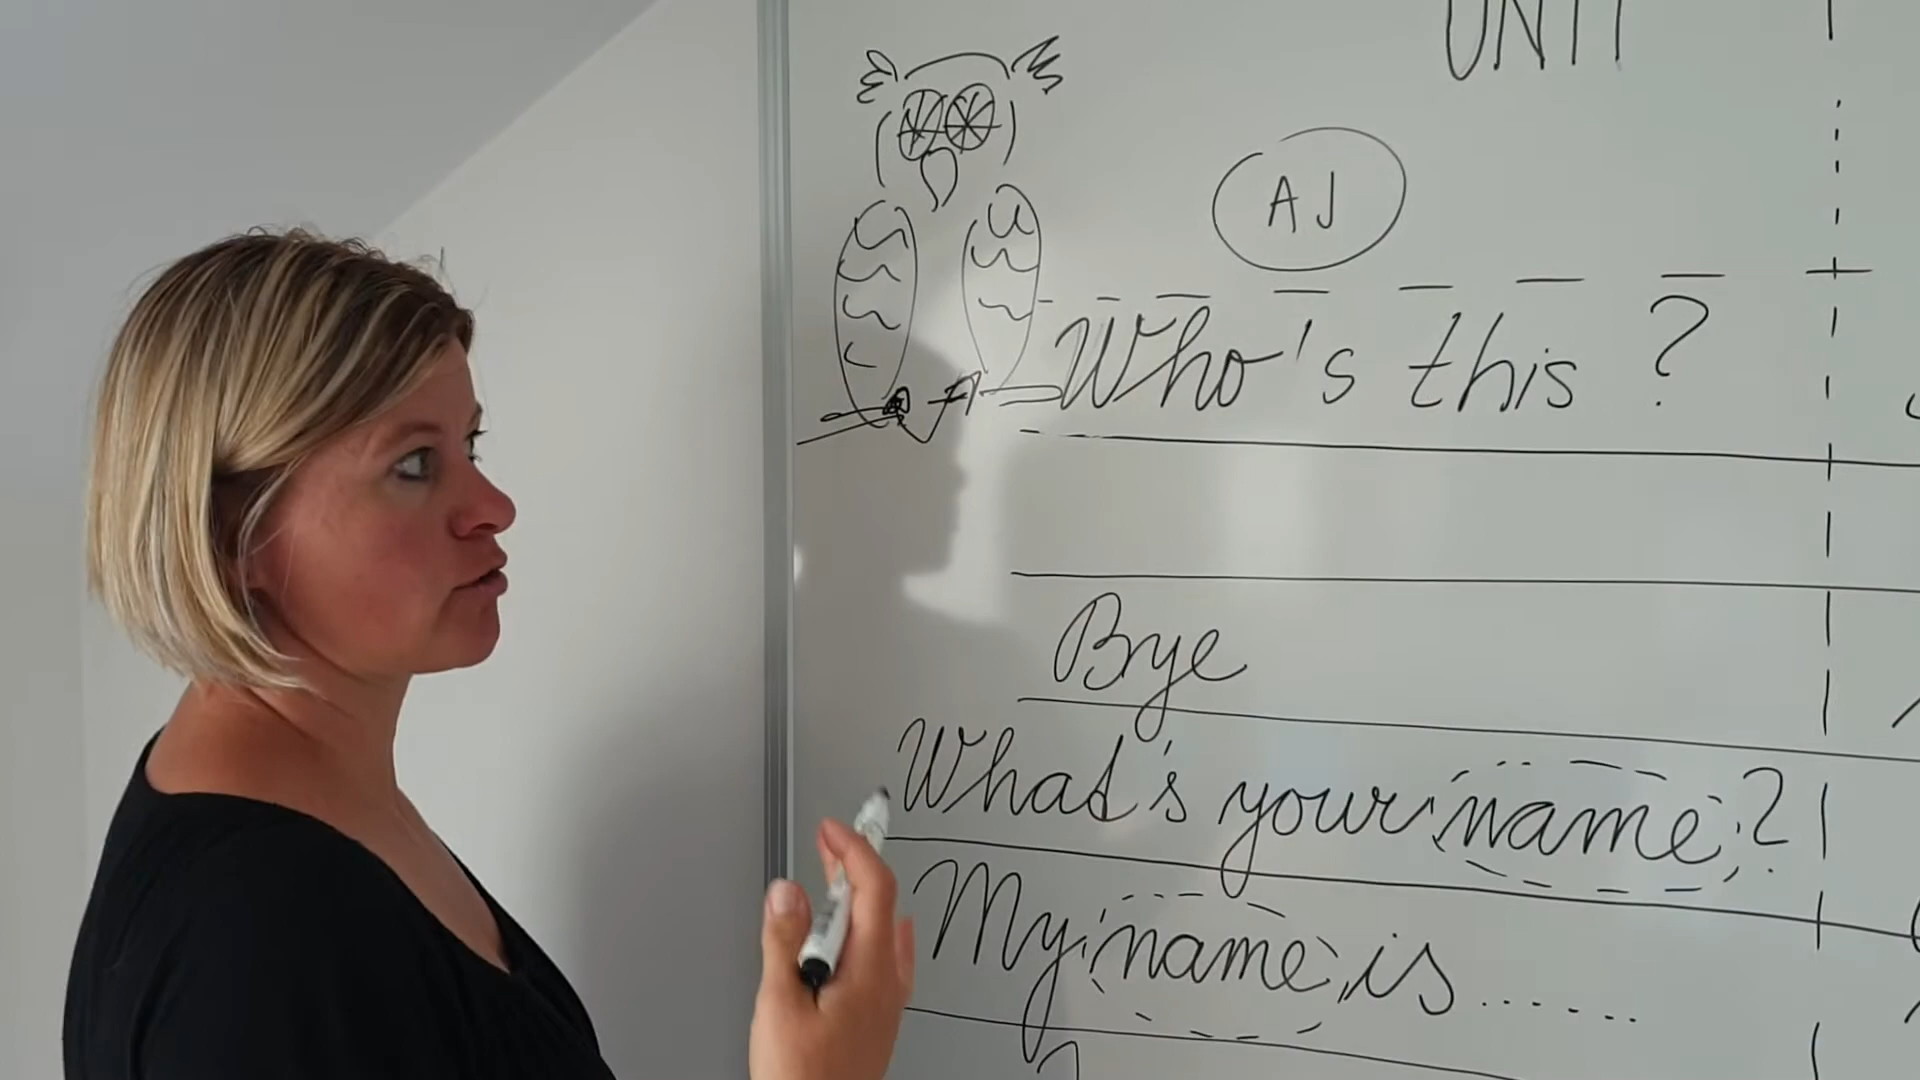 UNIT
AJ
Who's this ?
Bye
What's your name ?
My name is ......